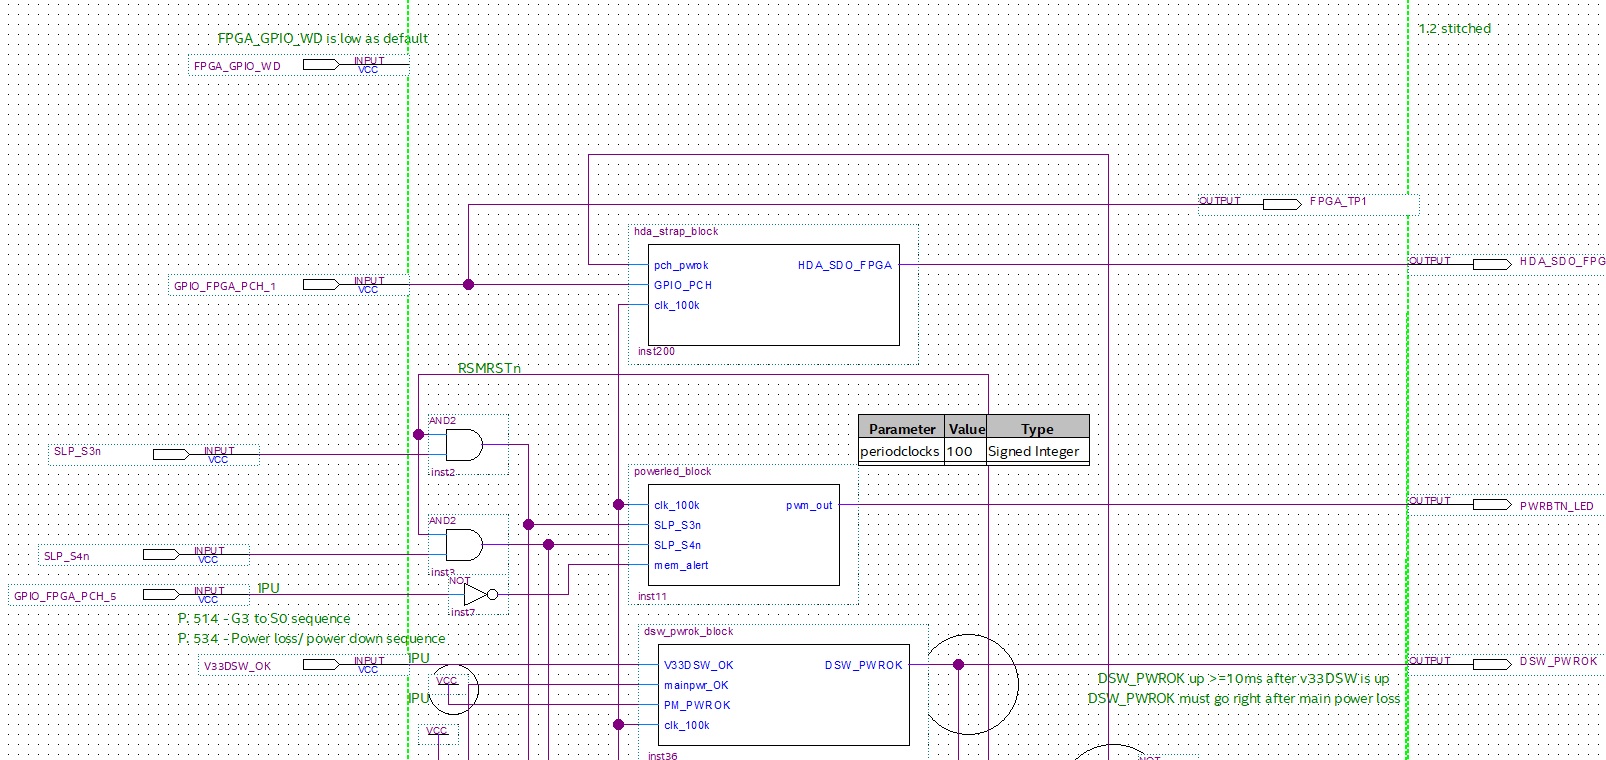 FPGA_GPIO_WD is low as default
1.2 stitched
FPGA_GPIO_WD INPUT
VCC
OUTPUT FPGA_TP1
hda_strap_block
pch_pwrok HDA_SDO_FPGA
OUTPUT HDA_SDO_FPG
GPIO_FPGA_PCH_1 INPUT
VCC
GPIO_PCH
clk_100k
inst200
RSMRSTn
AND2
Parameter Value Type
periodclocks 100 Signed Integer
SLP_S3n INPUT
VCC
inst2
powerled_block
clk_100k pwm_out
OUTPUT PWRBTN_LED
AND2
SLP_S3n
SLP_S4n
mem_alert
SLP_S4n INPUT
VCC
inst3
NOT
GPIO_FPGA_PCH_5 INPUT
VCC
IPU
inst7
inst11
P. 514 - G3 to S0 sequence
P. 534 - Power loss/ power down sequence
dsw_pwrok_block
V33DSW_OK INPUT
VCC
IPU
V33DSW_OK DSW_PWROK
OUTPUT DSW_PWROK
VCC
mainpwr_OK
IPU
PM_PWROK
clk_100k
DSW_PWROK up >=10ms after v33DSW is up
DSW_PWROK must go right after main power loss
VCC
inst36
NOT